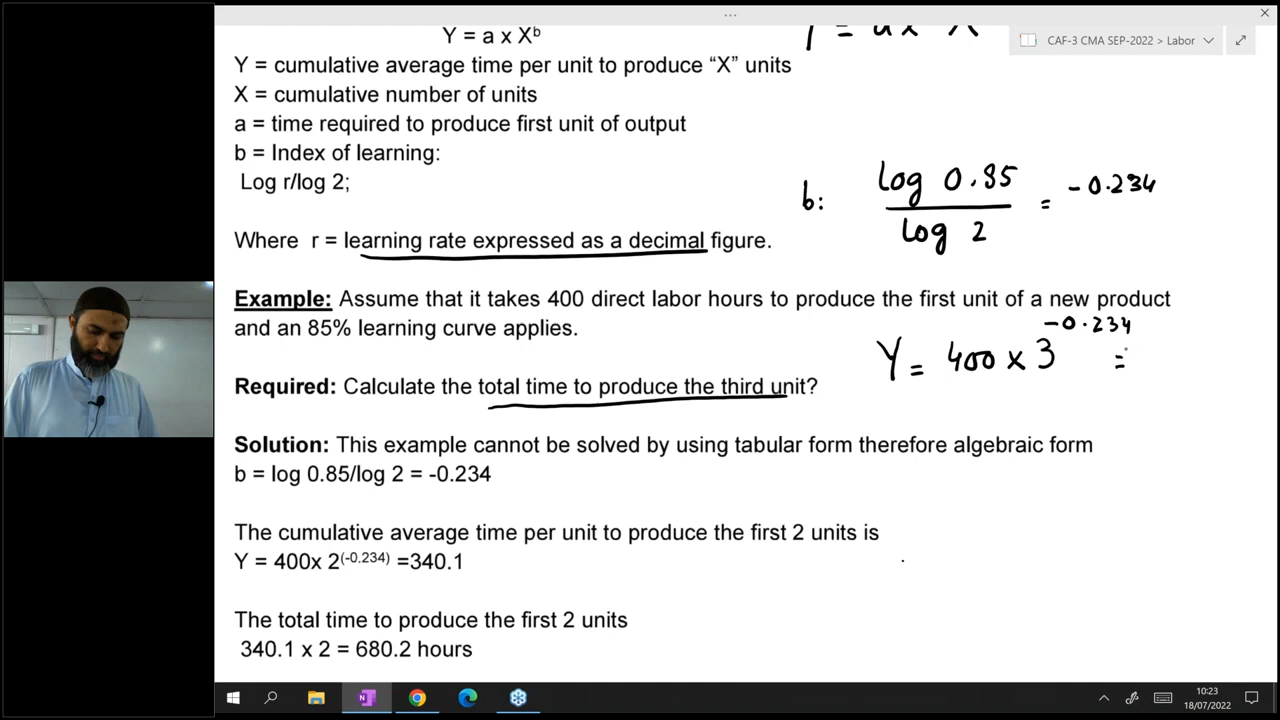 Y = a x X
CAF-3 CMA SEP-2022 > Labor
Y = a x Xᵇ
Y = cumulative average time per unit to produce “X” units
X = cumulative number of units
a = time required to produce first unit of output
b = Index of learning:
Log r/log 2;
b: log 0.85 / log 2 = -0.234
Where r = learning rate expressed as a decimal figure.
Example: Assume that it takes 400 direct labor hours to produce the first unit of a new product
and an 85% learning curve applies.
Y = 400 x 3^-0.234 =
Required: Calculate the total time to produce the third unit?
Solution: This example cannot be solved by using tabular form therefore algebraic form
b = log 0.85/log 2 = -0.234
The cumulative average time per unit to produce the first 2 units is
Y = 400x 2⁽⁻⁰·²³⁴⁾ =340.1
The total time to produce the first 2 units
340.1 x 2 = 680.2 hours
10:23
18/07/2022